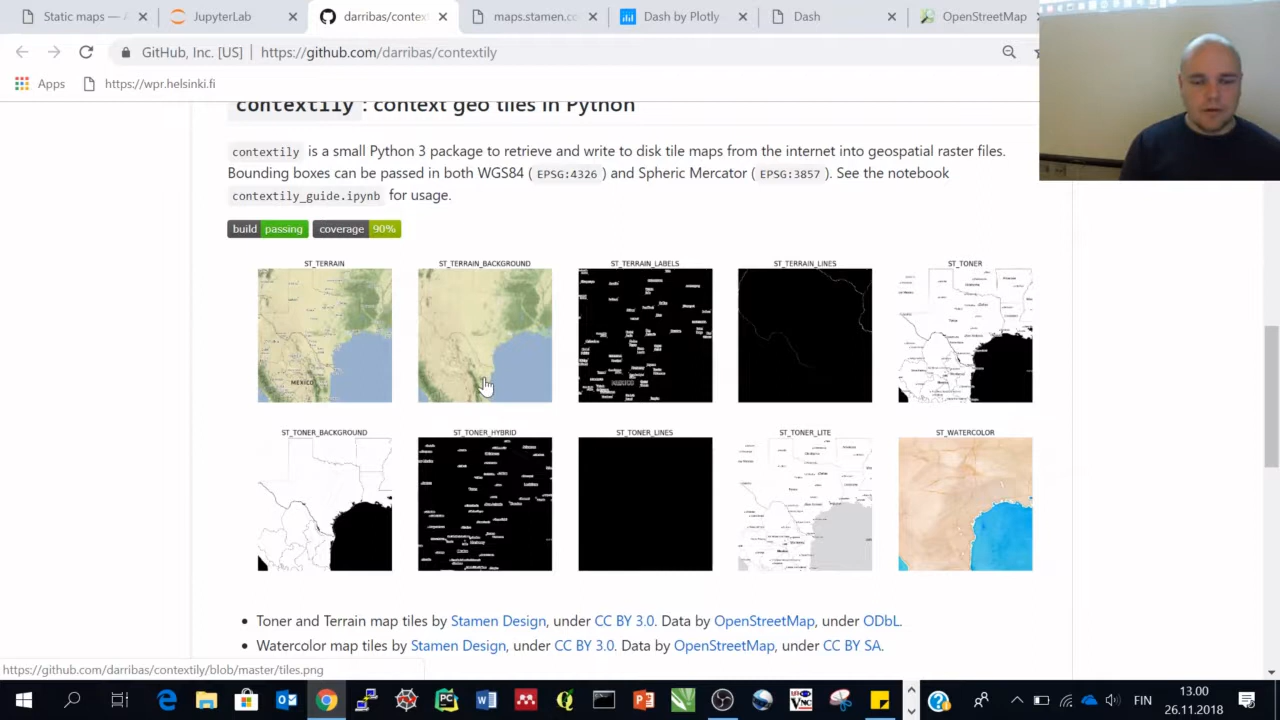 Static maps —
JupyterLab
darribas/contex
maps.stamen.co
Dash by Plotly
Dash
OpenStreetMap
GitHub, Inc. [US] | https://github.com/darribas/contextily
Apps
https://wpr.helsinki.fi
contextily : context geo tiles in Python
contextily is a small Python 3 package to retrieve and write to disk tile maps from the internet into geospatial raster files.
Bounding boxes can be passed in both WGS84 ( EPSG:4326 ) and Spheric Mercator ( EPSG:3857 ). See the notebook
contextily_guide.ipynb for usage.
build passing coverage 90%
ST_TERRAIN
ST_TERRAIN_BACKGROUND
ST_TERRAIN_LABELS
ST_TERRAIN_LINES
ST_TONER
MEXICO
MEXICO
ST_TONER_BACKGROUND
ST_TONER_HYBRID
ST_TONER_LINES
ST_TONER_LITE
ST_WATERCOLOR
• Toner and Terrain map tiles by Stamen Design, under CC BY 3.0. Data by OpenStreetMap, under ODbL.
• Watercolor map tiles by Stamen Design, under CC BY 3.0. Data by OpenStreetMap, under CC BY SA.
https://github.com/darribas/contextily/blob/master/tiles.png
FIN
13.00
26.11.2018